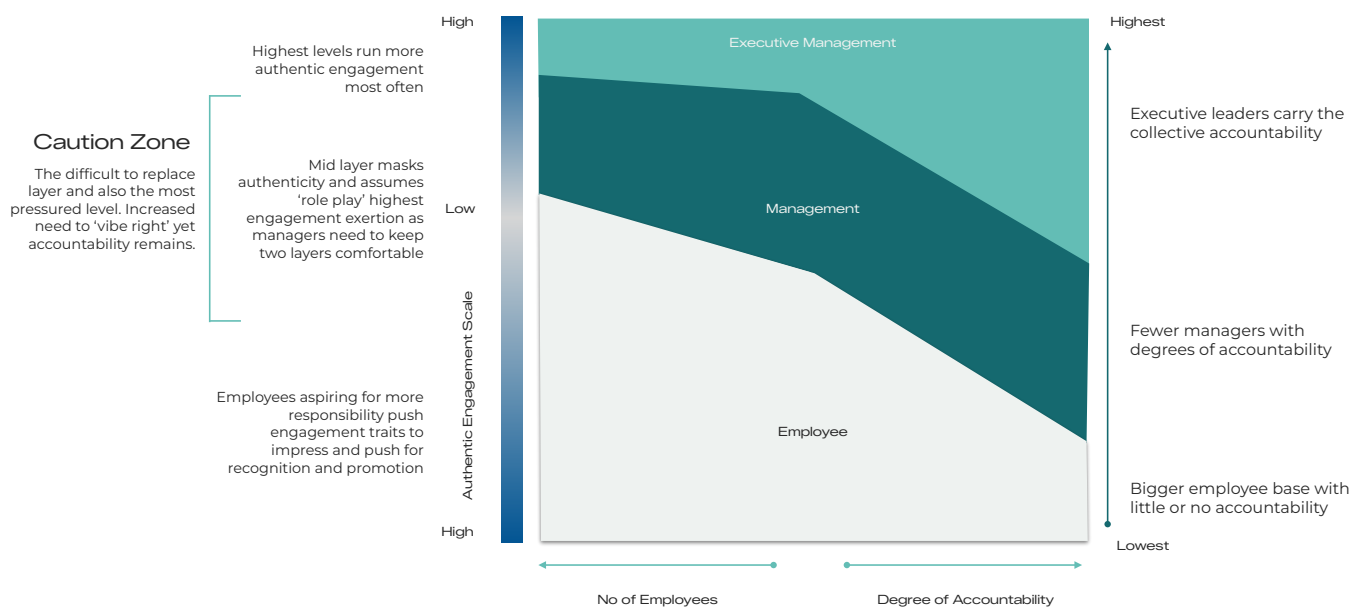 High
Highest
Executive Management
Highest levels run more
authentic engagement
most often
Executive leaders carry the
collective accountability
Caution Zone
The difficult to replace
layer and also the most
pressured level. Increased
need to ‘vibe right’ yet
accountability remains.
Mid layer masks
authenticity and assumes
‘role play’ highest
engagement exertion as
managers need to keep
two layers comfortable
Low
Management
Authentic Engagement Scale
Fewer managers with
degrees of accountability
Employees aspiring for more
responsibility push
engagement traits to
impress and push for
recognition and promotion
Employee
Bigger employee base with
little or no accountability
High
Lowest
No of Employees
Degree of Accountability